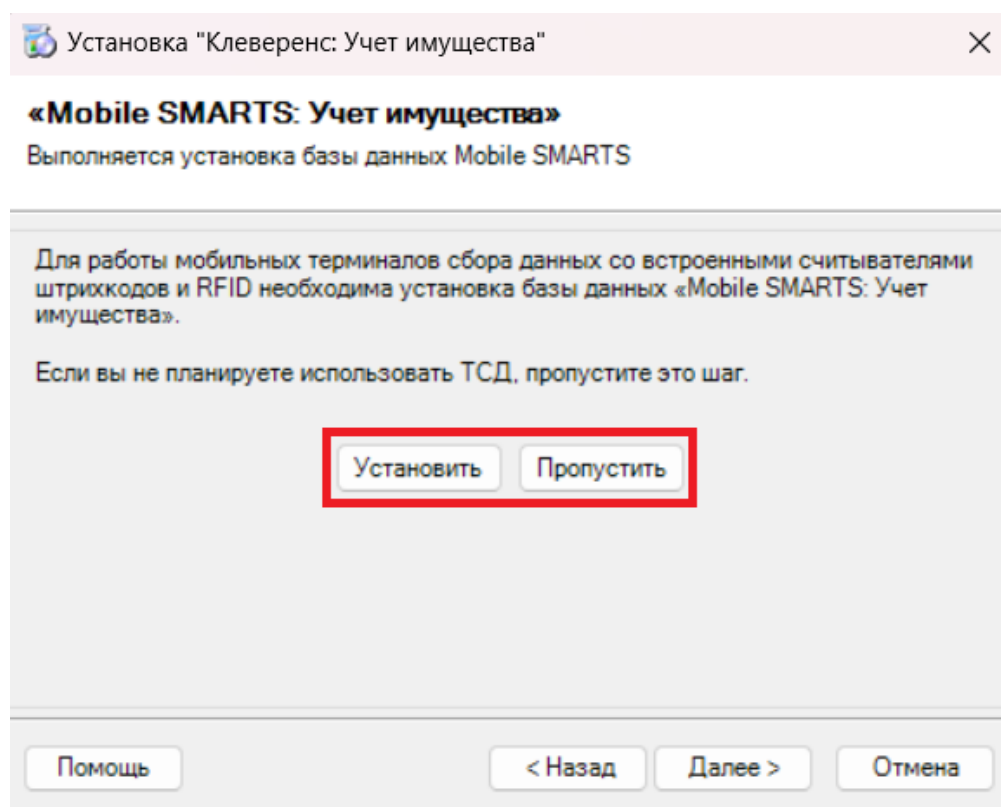 Установка "Клеверенс: Учет имущества"
«Mobile SMARTS: Учет имущества»
Выполняется установка базы данных Mobile SMARTS
Для работы мобильных терминалов сбора данных со встроенными считывателями
штрихкодов и RFID необходима установка базы данных «Mobile SMARTS: Учет
имущества».
Если вы не планируете использовать ТСД, пропустите это шаг.
Установить Пропустить
Помощь < Назад Далее > Отмена